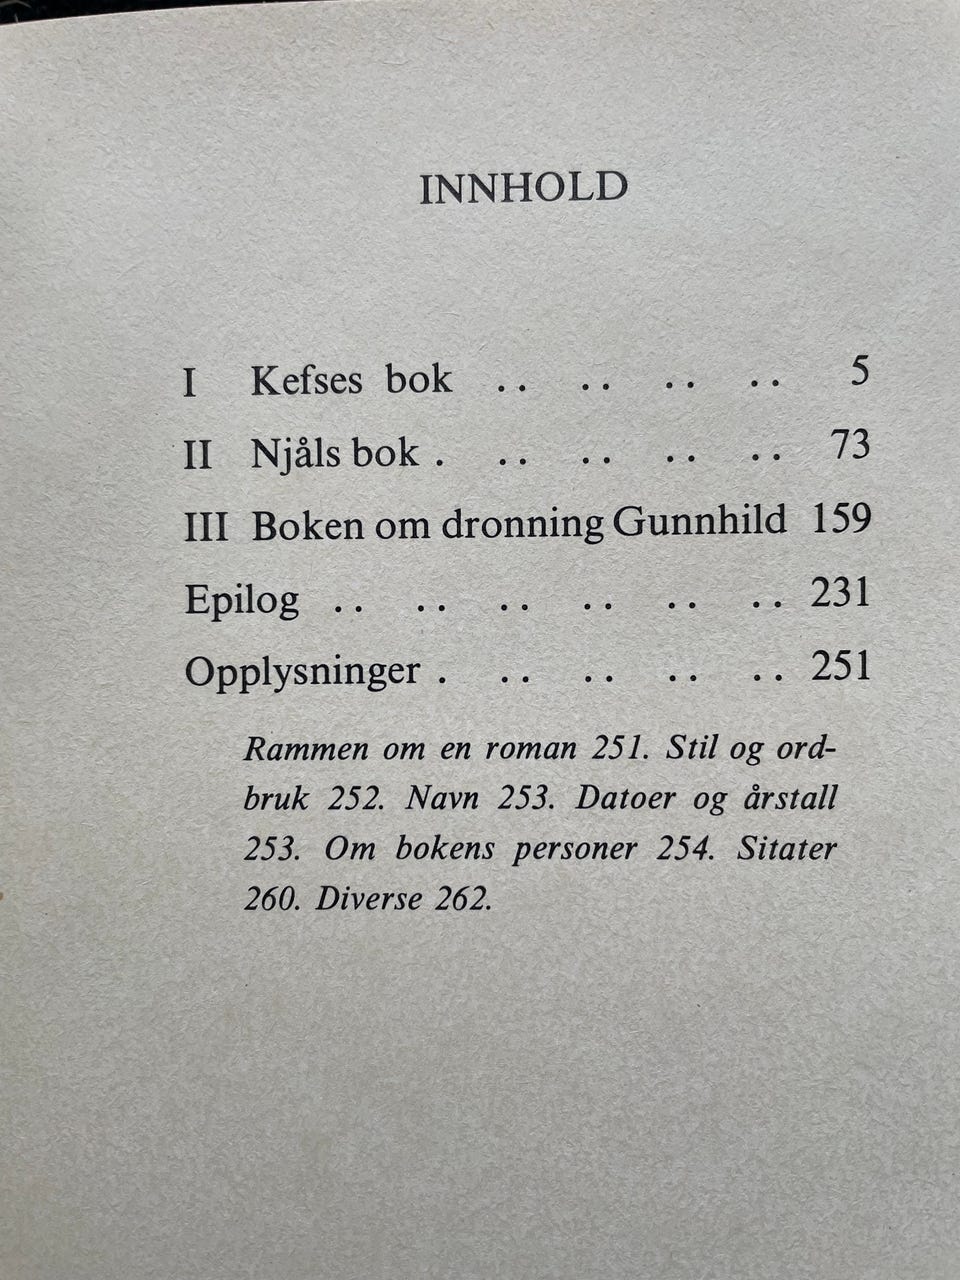 INNHOLD
I Kefses bok .. .. .. .. 5
II Njåls bok . .. .. .. .. 73
III Boken om dronning Gunnhild 159
Epilog .. .. .. .. .. .. 231
Opplysninger . .. .. .. .. 251
Rammen om en roman 251. Stil og ord-
bruk 252. Navn 253. Datoer og årstall
253. Om bokens personer 254. Sitater
260. Diverse 262.